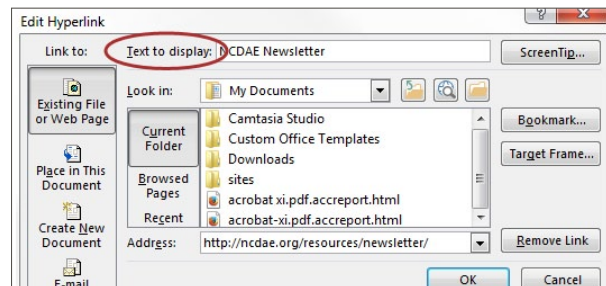 Edit Hyperlink
Link to:
Text to display: NCDAE Newsletter
ScreenTip...
Existing File
or Web Page
Look in:
My Documents
Bookmark...
Target Frame...
Current
Folder
Camtasia Studio
Custom Office Templates
Downloads
sites
acrobat xi.pdf.accreport.html
acrobat-xi.pdf.accreport.html
Place in This
Document
Browsed
Pages
Recent
Create New
Document
Address: http://ncdae.org/resources/newsletter/
Remove Link
E-mail
OK
Cancel